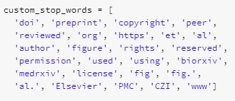 custom_stop_words = [
'doi', 'preprint', 'copyright', 'peer',
'reviewed', 'org', 'https', 'et', 'al',
'author', 'figure', 'rights', 'reserved',
'permission', 'used', 'using', 'biorxiv',
'medrxiv', 'license', 'fig', 'fig.',
'al.', 'Elsevier', 'PMC', 'CZI', 'www']